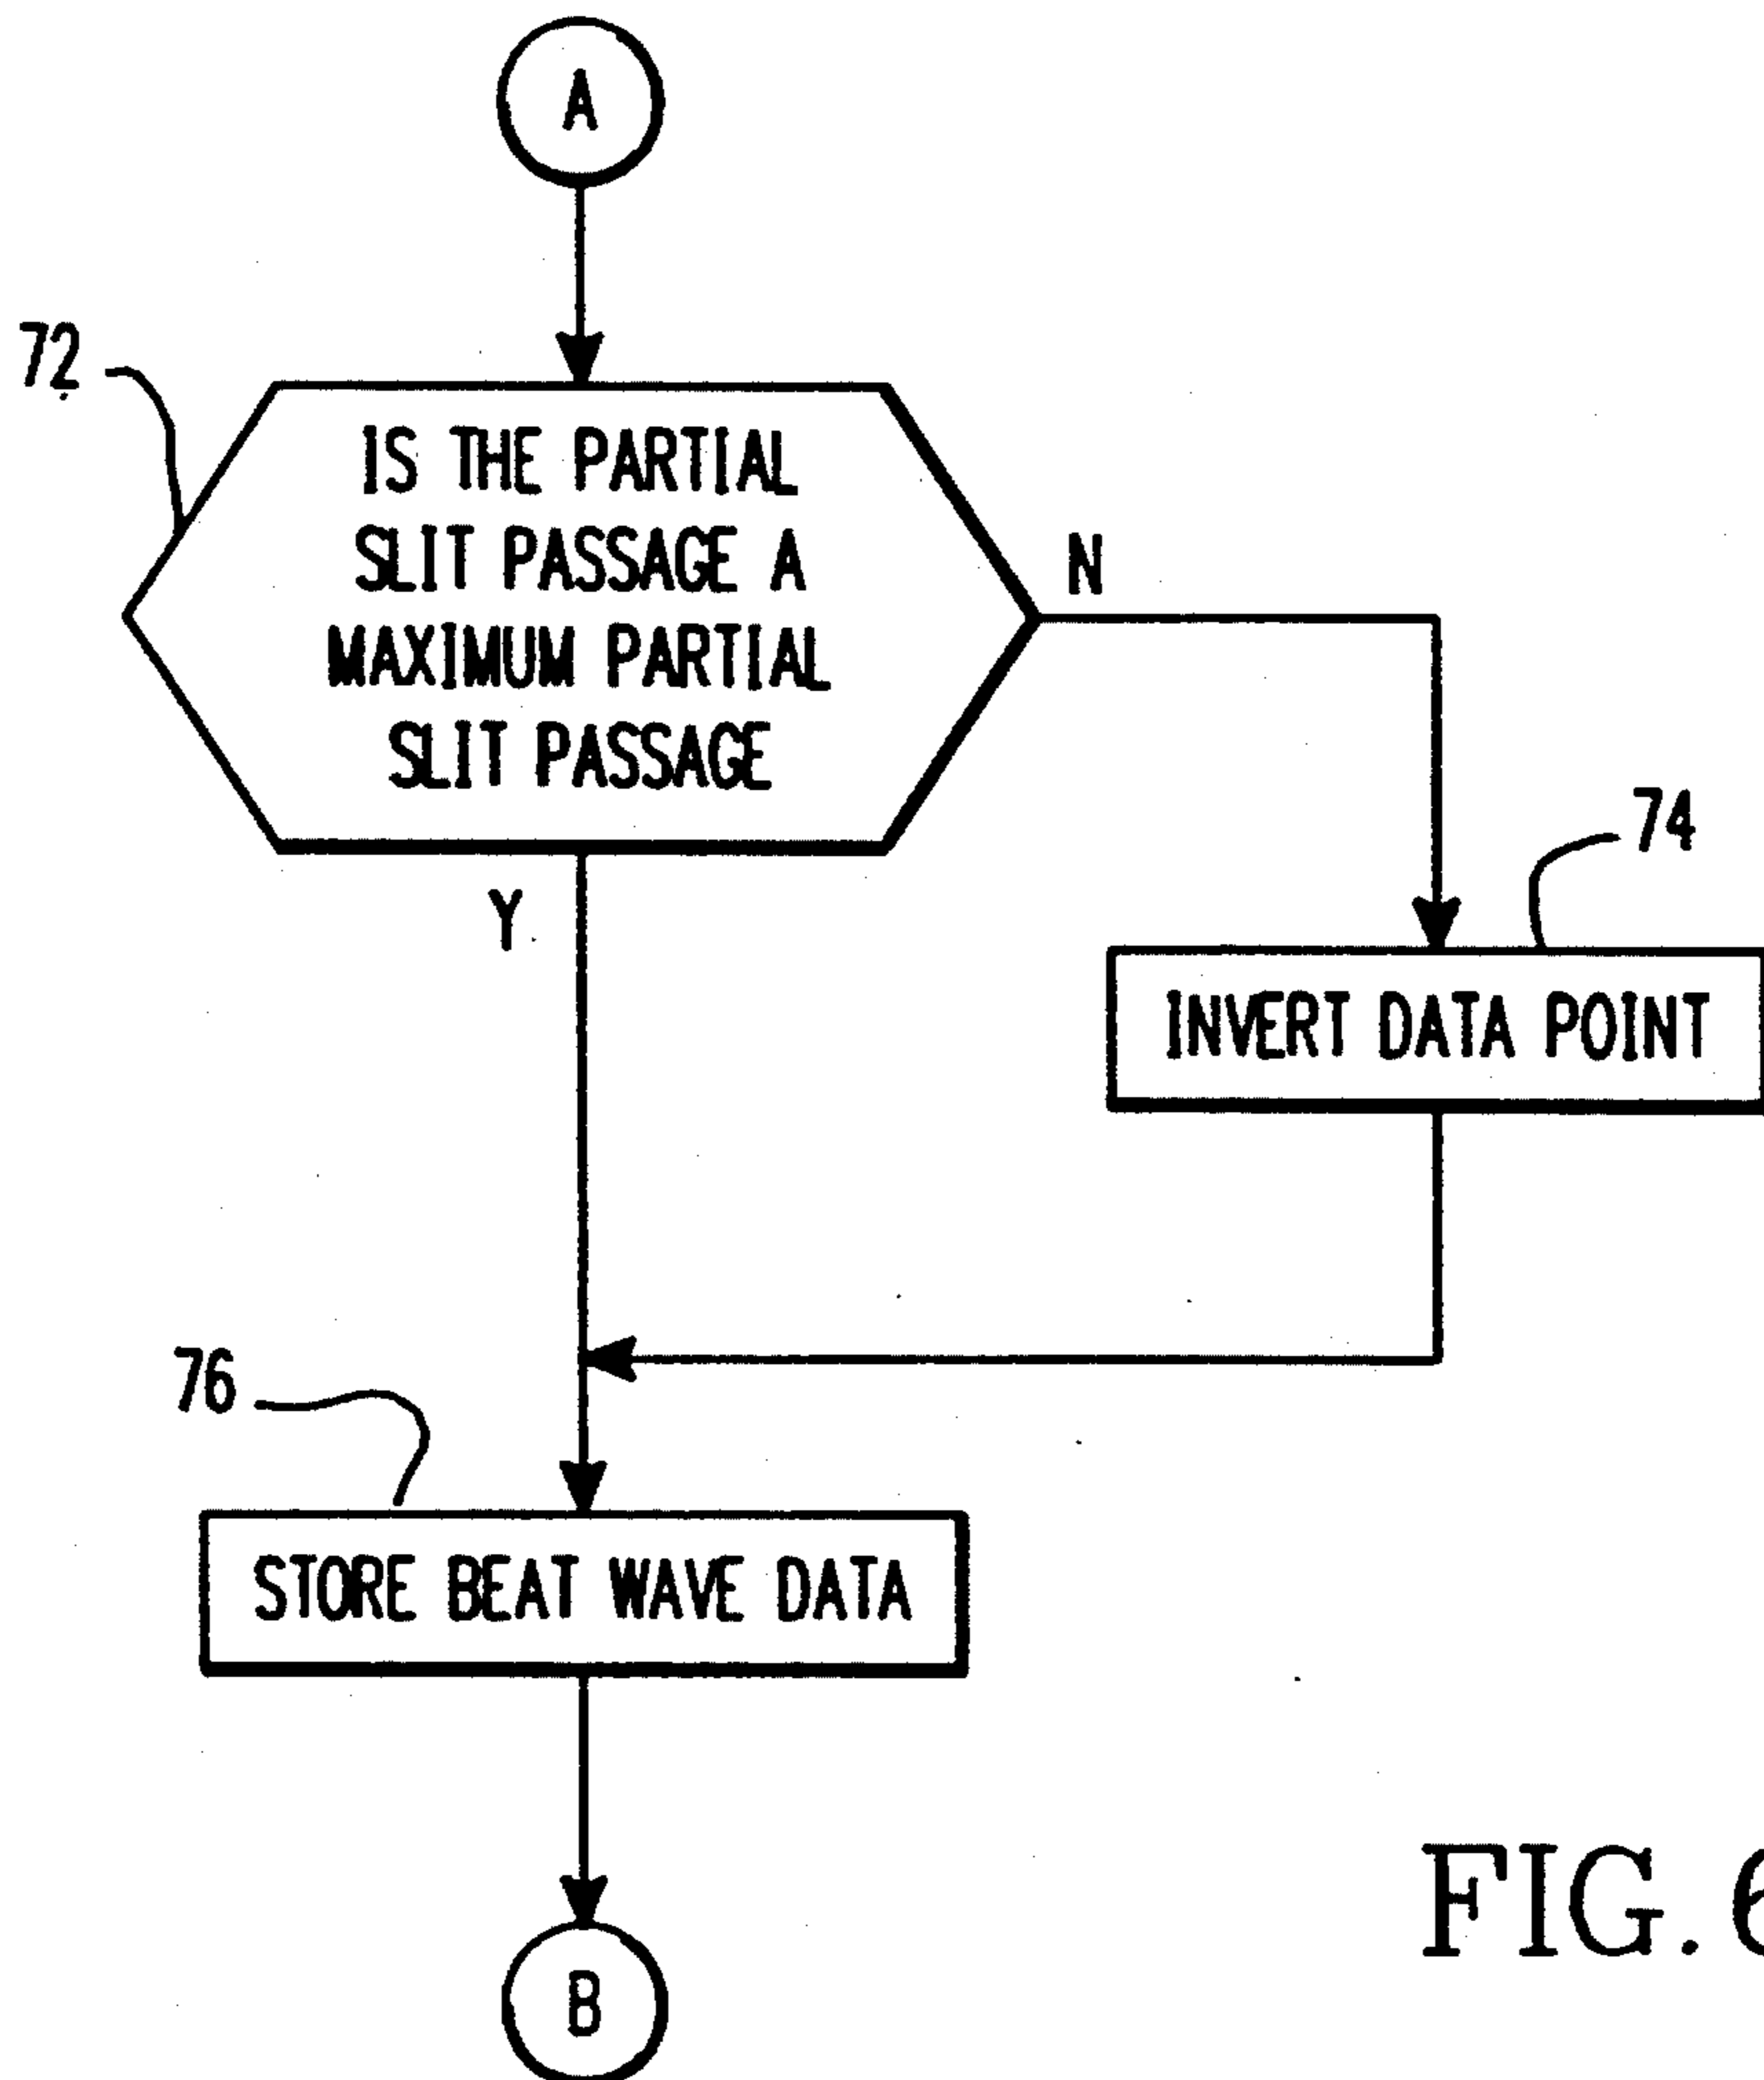 A
72
IS THE PARTIAL
SLIT PASSAGE A
MAXIMUM PARTIAL
SLIT PASSAGE
N
Y
74
INVERT DATA POINT
76
STORE BEAT WAVE DATA
B
FIG. 6